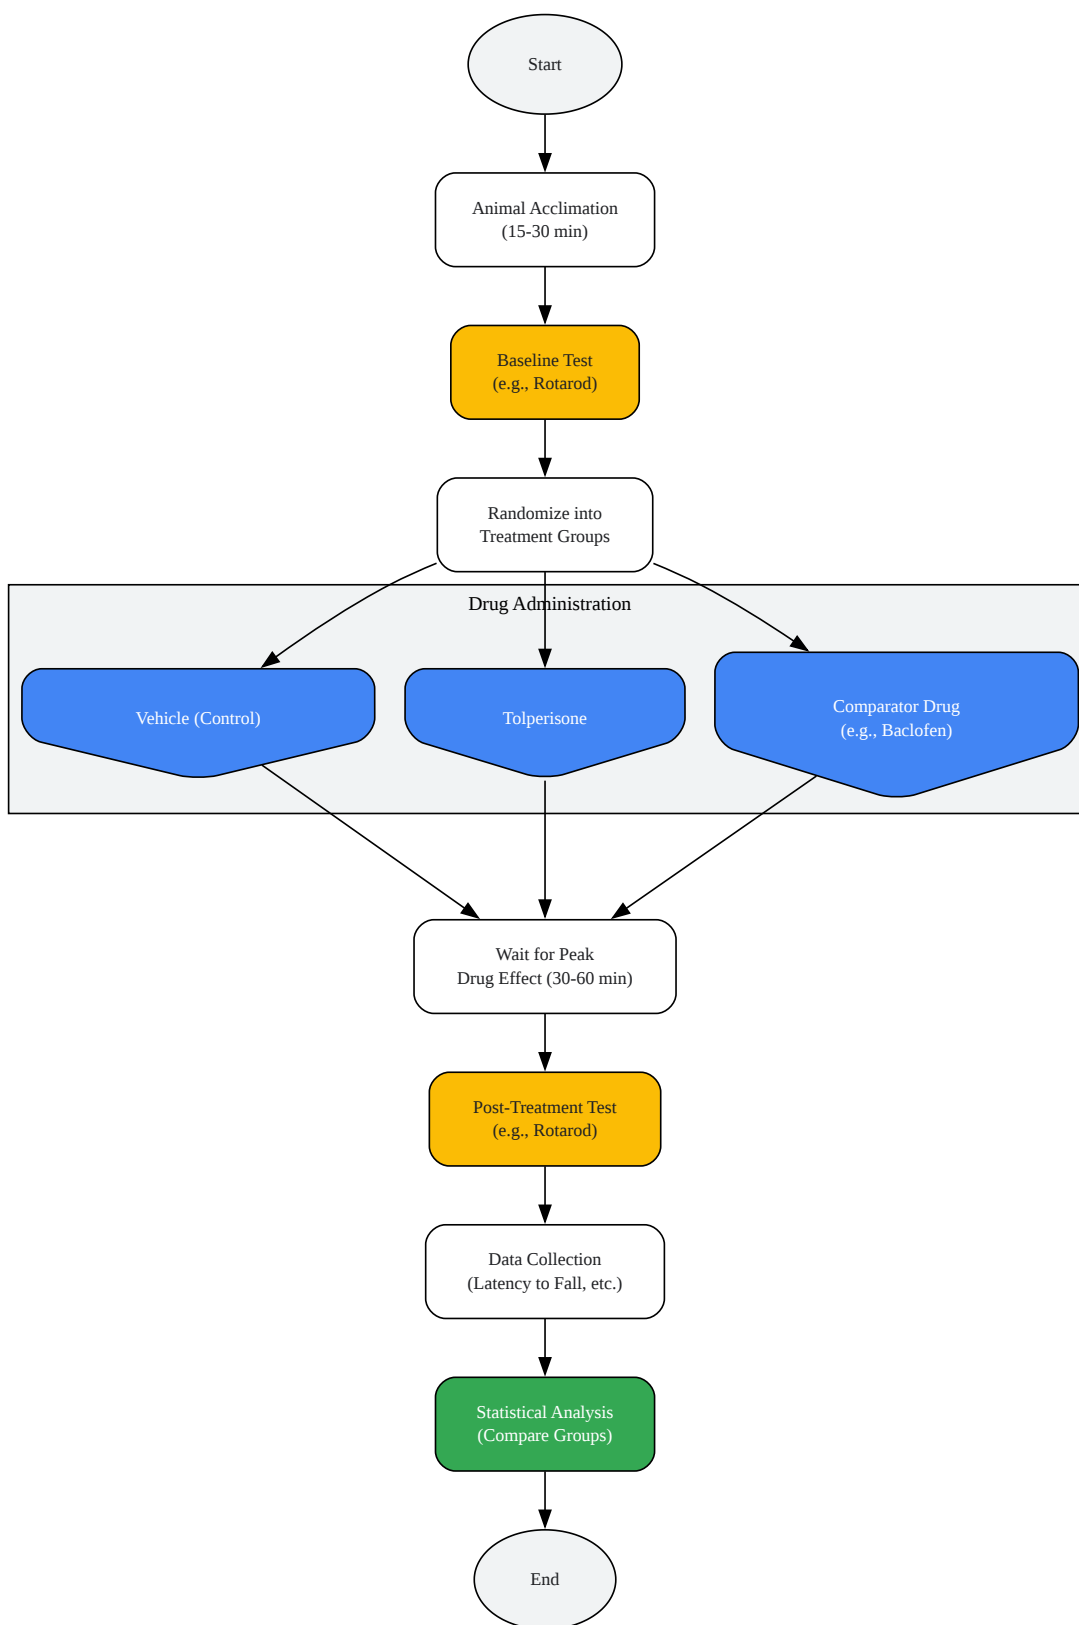 Start
Animal Acclimation
(15-30 min)
Baseline Test
(e.g., Rotarod)
Randomize into
Treatment Groups
Drug Administration
Vehicle (Control)
Tolperisone
Comparator Drug
(e.g., Baclofen)
Wait for Peak
Drug Effect (30-60 min)
Post-Treatment Test
(e.g., Rotarod)
Data Collection
(Latency to Fall, etc.)
Statistical Analysis
(Compare Groups)
End